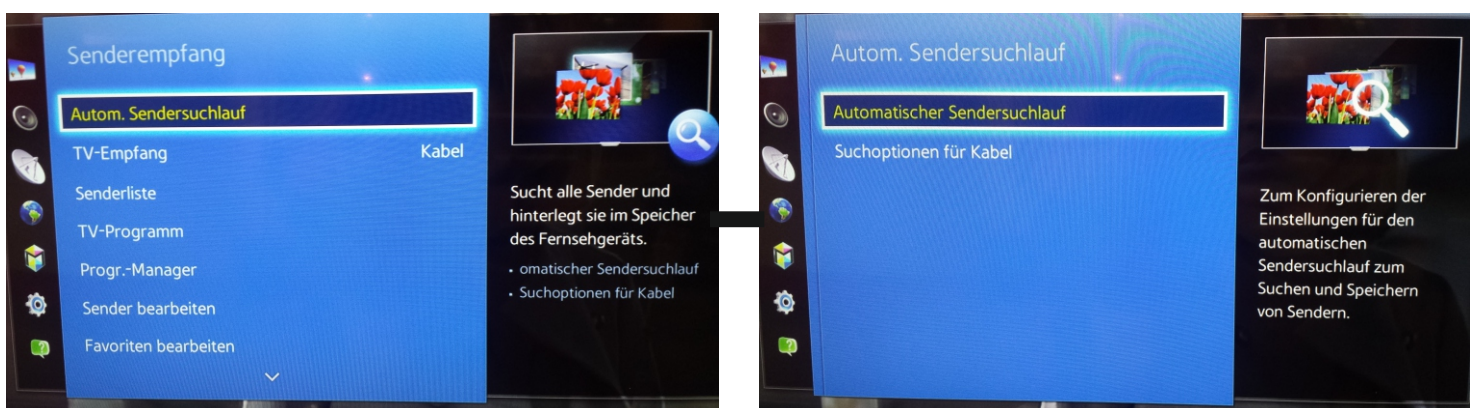 Senderempfang
Autom. Sendersuchlauf
TV-Empfang Kabel
Senderliste
TV-Programm
Progr.-Manager
Sender bearbeiten
Favoriten bearbeiten
Sucht alle Sender und
hinterlegt sie im Speicher
des Fernsehgeräts.
• omatischer Sendersuchlauf
• Suchoptionen für Kabel
Autom. Sendersuchlauf
Automatischer Sendersuchlauf
Suchoptionen für Kabel
Zum Konfigurieren der
Einstellungen für den
automatischen
Sendersuchlauf zum
Suchen und Speichern
von Sendern.